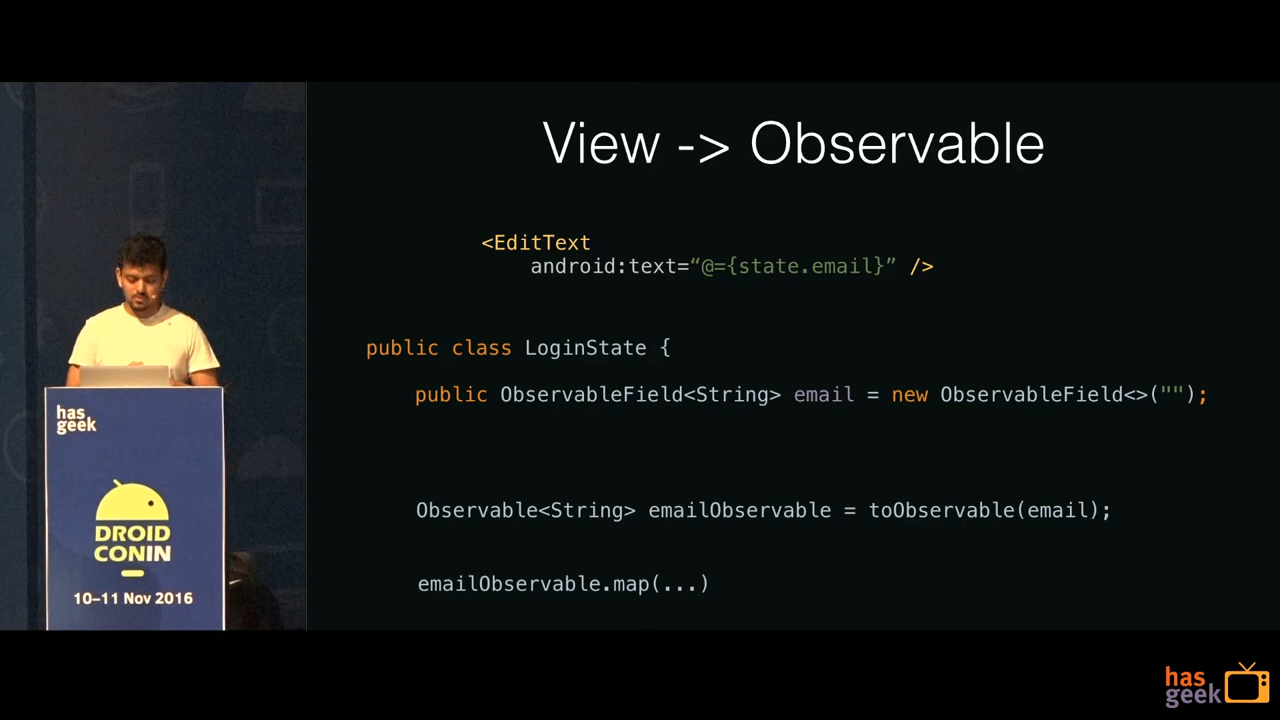 View -> Observable
<EditText
android:text=“@={state.email}” />
public class LoginState {
public ObservableField<String> email = new ObservableField<>("");
Observable<String> emailObservable = toObservable(email);
emailObservable.map(...)
has
geek
DROID
CONIN
10–11 Nov 2016
has
geek